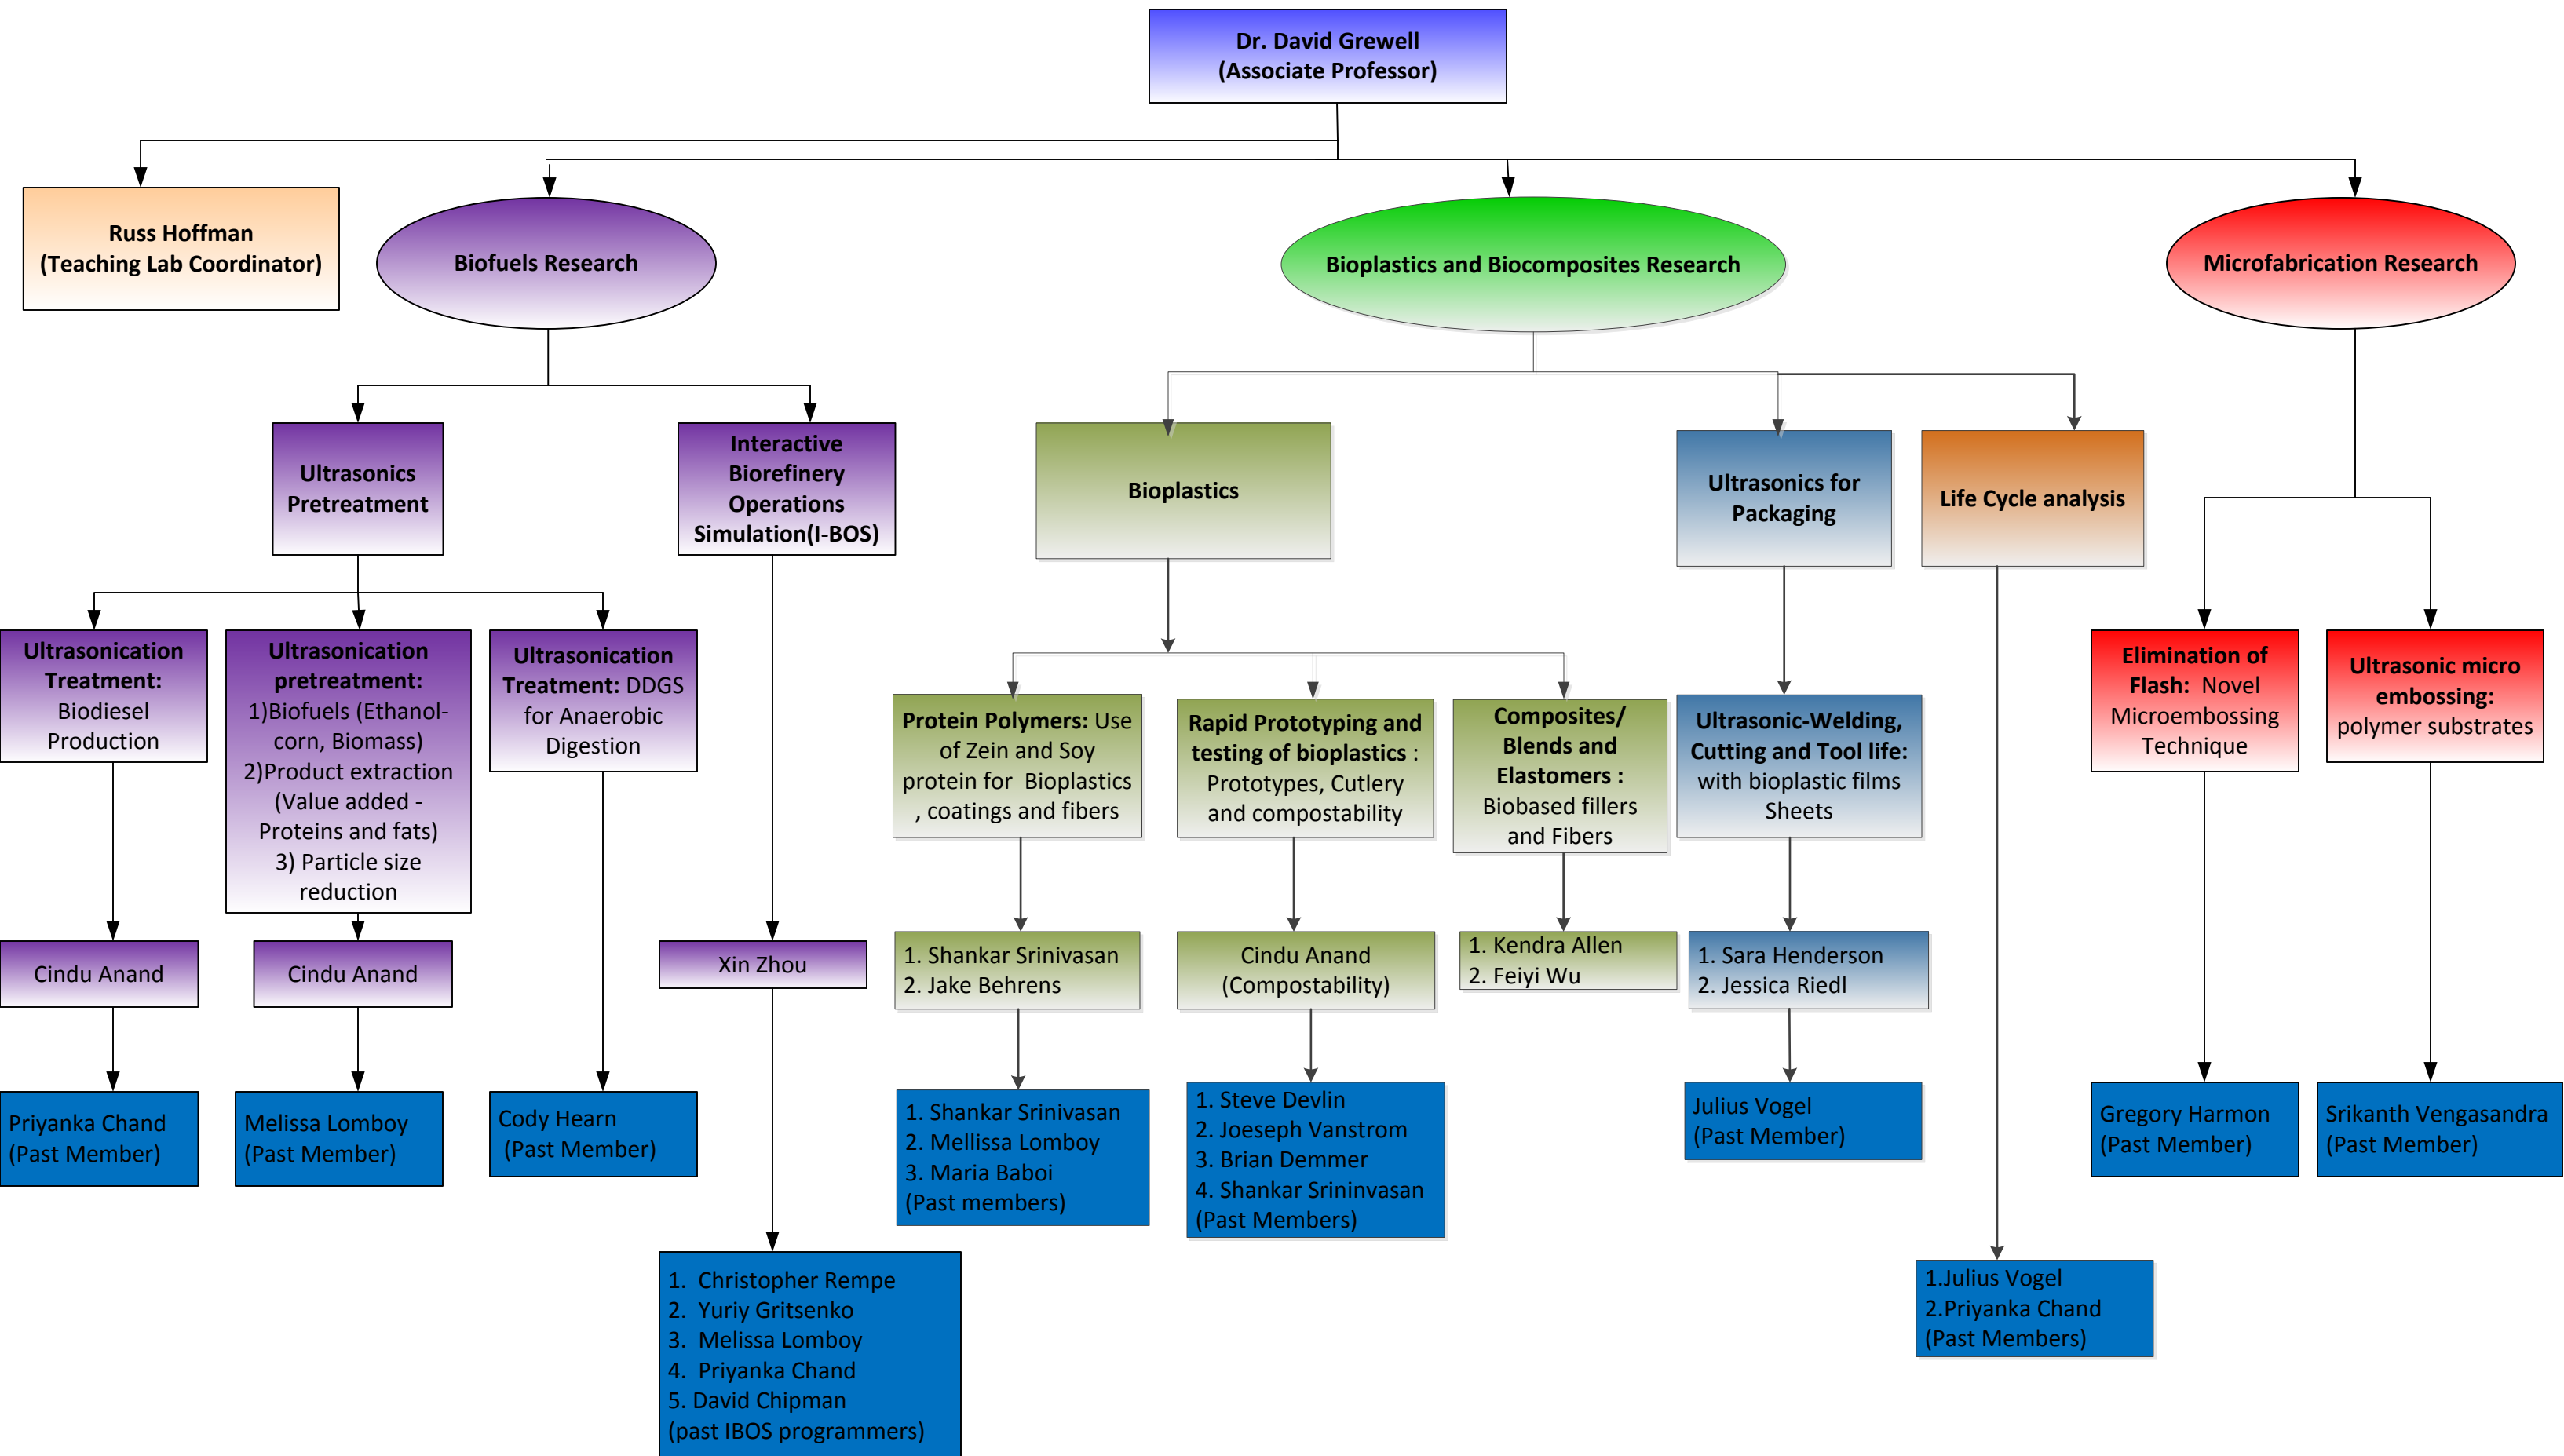 Dr. David Grewell
(Associate Professor)
Russ Hoffman
(Teaching Lab Coordinator)
Biofuels Research
Bioplastics and Biocomposites Research
Microfabrication Research
Ultrasonics
Pretreatment
Interactive
Biorefinery
Operations
Simulation(I-BOS)
Bioplastics
Ultrasonics for
Packaging
Life Cycle analysis
Ultrasonication
Treatment:
Biodiesel
Production
Ultrasonication
pretreatment:
1)Biofuels (Ethanol-
corn, Biomass)
2)Product extraction
(Value added -
Proteins and fats)
3) Particle size
reduction
Ultrasonication
Treatment: DDGS
for Anaerobic
Digestion
Protein Polymers: Use
of Zein and Soy
protein for Bioplastics
, coatings and fibers
Rapid Prototyping and
testing of bioplastics :
Prototypes, Cutlery
and compostability
Composites/
Blends and
Elastomers :
Biobased fillers
and Fibers
Ultrasonic-Welding,
Cutting and Tool life:
with bioplastic films
Sheets
Elimination of
Flash: Novel
Microembossing
Technique
Ultrasonic micro
embossing:
polymer substrates
Cindu Anand
Cindu Anand
Xin Zhou
1. Shankar Srinivasan
2. Jake Behrens
Cindu Anand
(Compostability)
1. Kendra Allen
2. Feiyi Wu
1. Sara Henderson
2. Jessica Riedl
Priyanka Chand
(Past Member)
Melissa Lomboy
(Past Member)
Cody Hearn
(Past Member)
1. Shankar Srinivasan
2. Mellissa Lomboy
3. Maria Baboi
(Past members)
1. Steve Devlin
2. Joeseph Vanstrom
3. Brian Demmer
4. Shankar Srininvasan
(Past Members)
Julius Vogel
(Past Member)
Gregory Harmon
(Past Member)
Srikanth Vengasandra
(Past Member)
1. Christopher Rempe
2. Yuriy Gritsenko
3. Melissa Lomboy
4. Priyanka Chand
5. David Chipman
(past IBOS programmers)
1.Julius Vogel
2.Priyanka Chand
(Past Members)